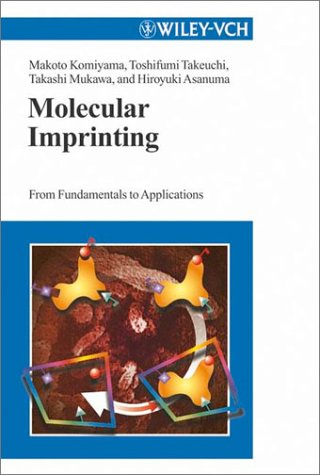 WILEY-VCH
Makoto Komiyama, Toshifumi Takeuchi,
Takashi Mukawa, and Hiroyuki Asanuma
Molecular
Imprinting
From Fundamentals to Applications